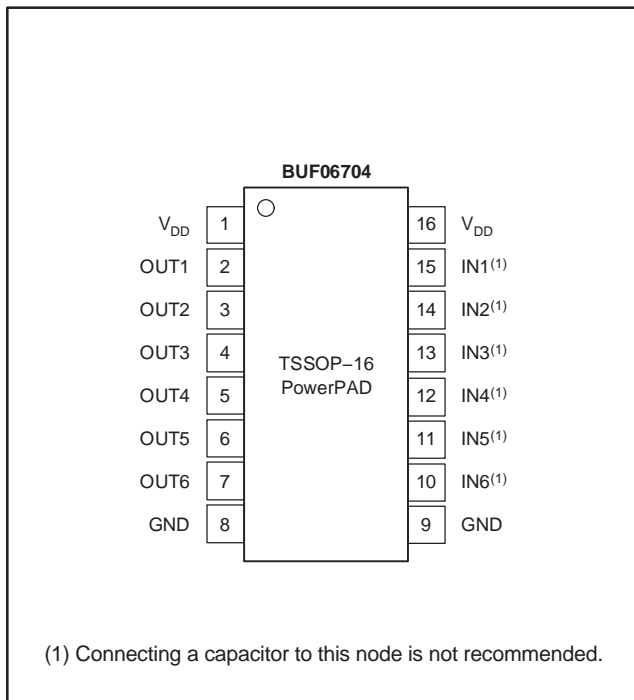 BUF06704
V_DD 1 16 V_DD
OUT1 2 15 IN1(1)
OUT2 3 14 IN2(1)
OUT3 4 13 IN3(1)
OUT4 5 12 IN4(1)
OUT5 6 11 IN5(1)
OUT6 7 10 IN6(1)
GND 8 9 GND
TSSOP−16
PowerPAD
(1) Connecting a capacitor to this node is not recommended.